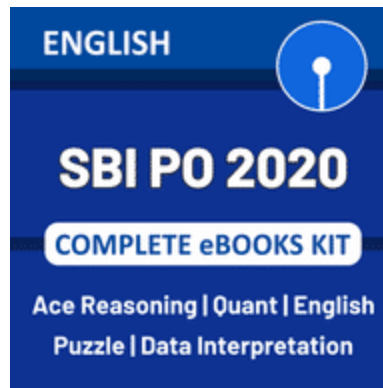 ENGLISH
SBI PO 2020
COMPLETE eBOOKS KIT
Ace Reasoning | Quant | English
Puzzle | Data Interpretation